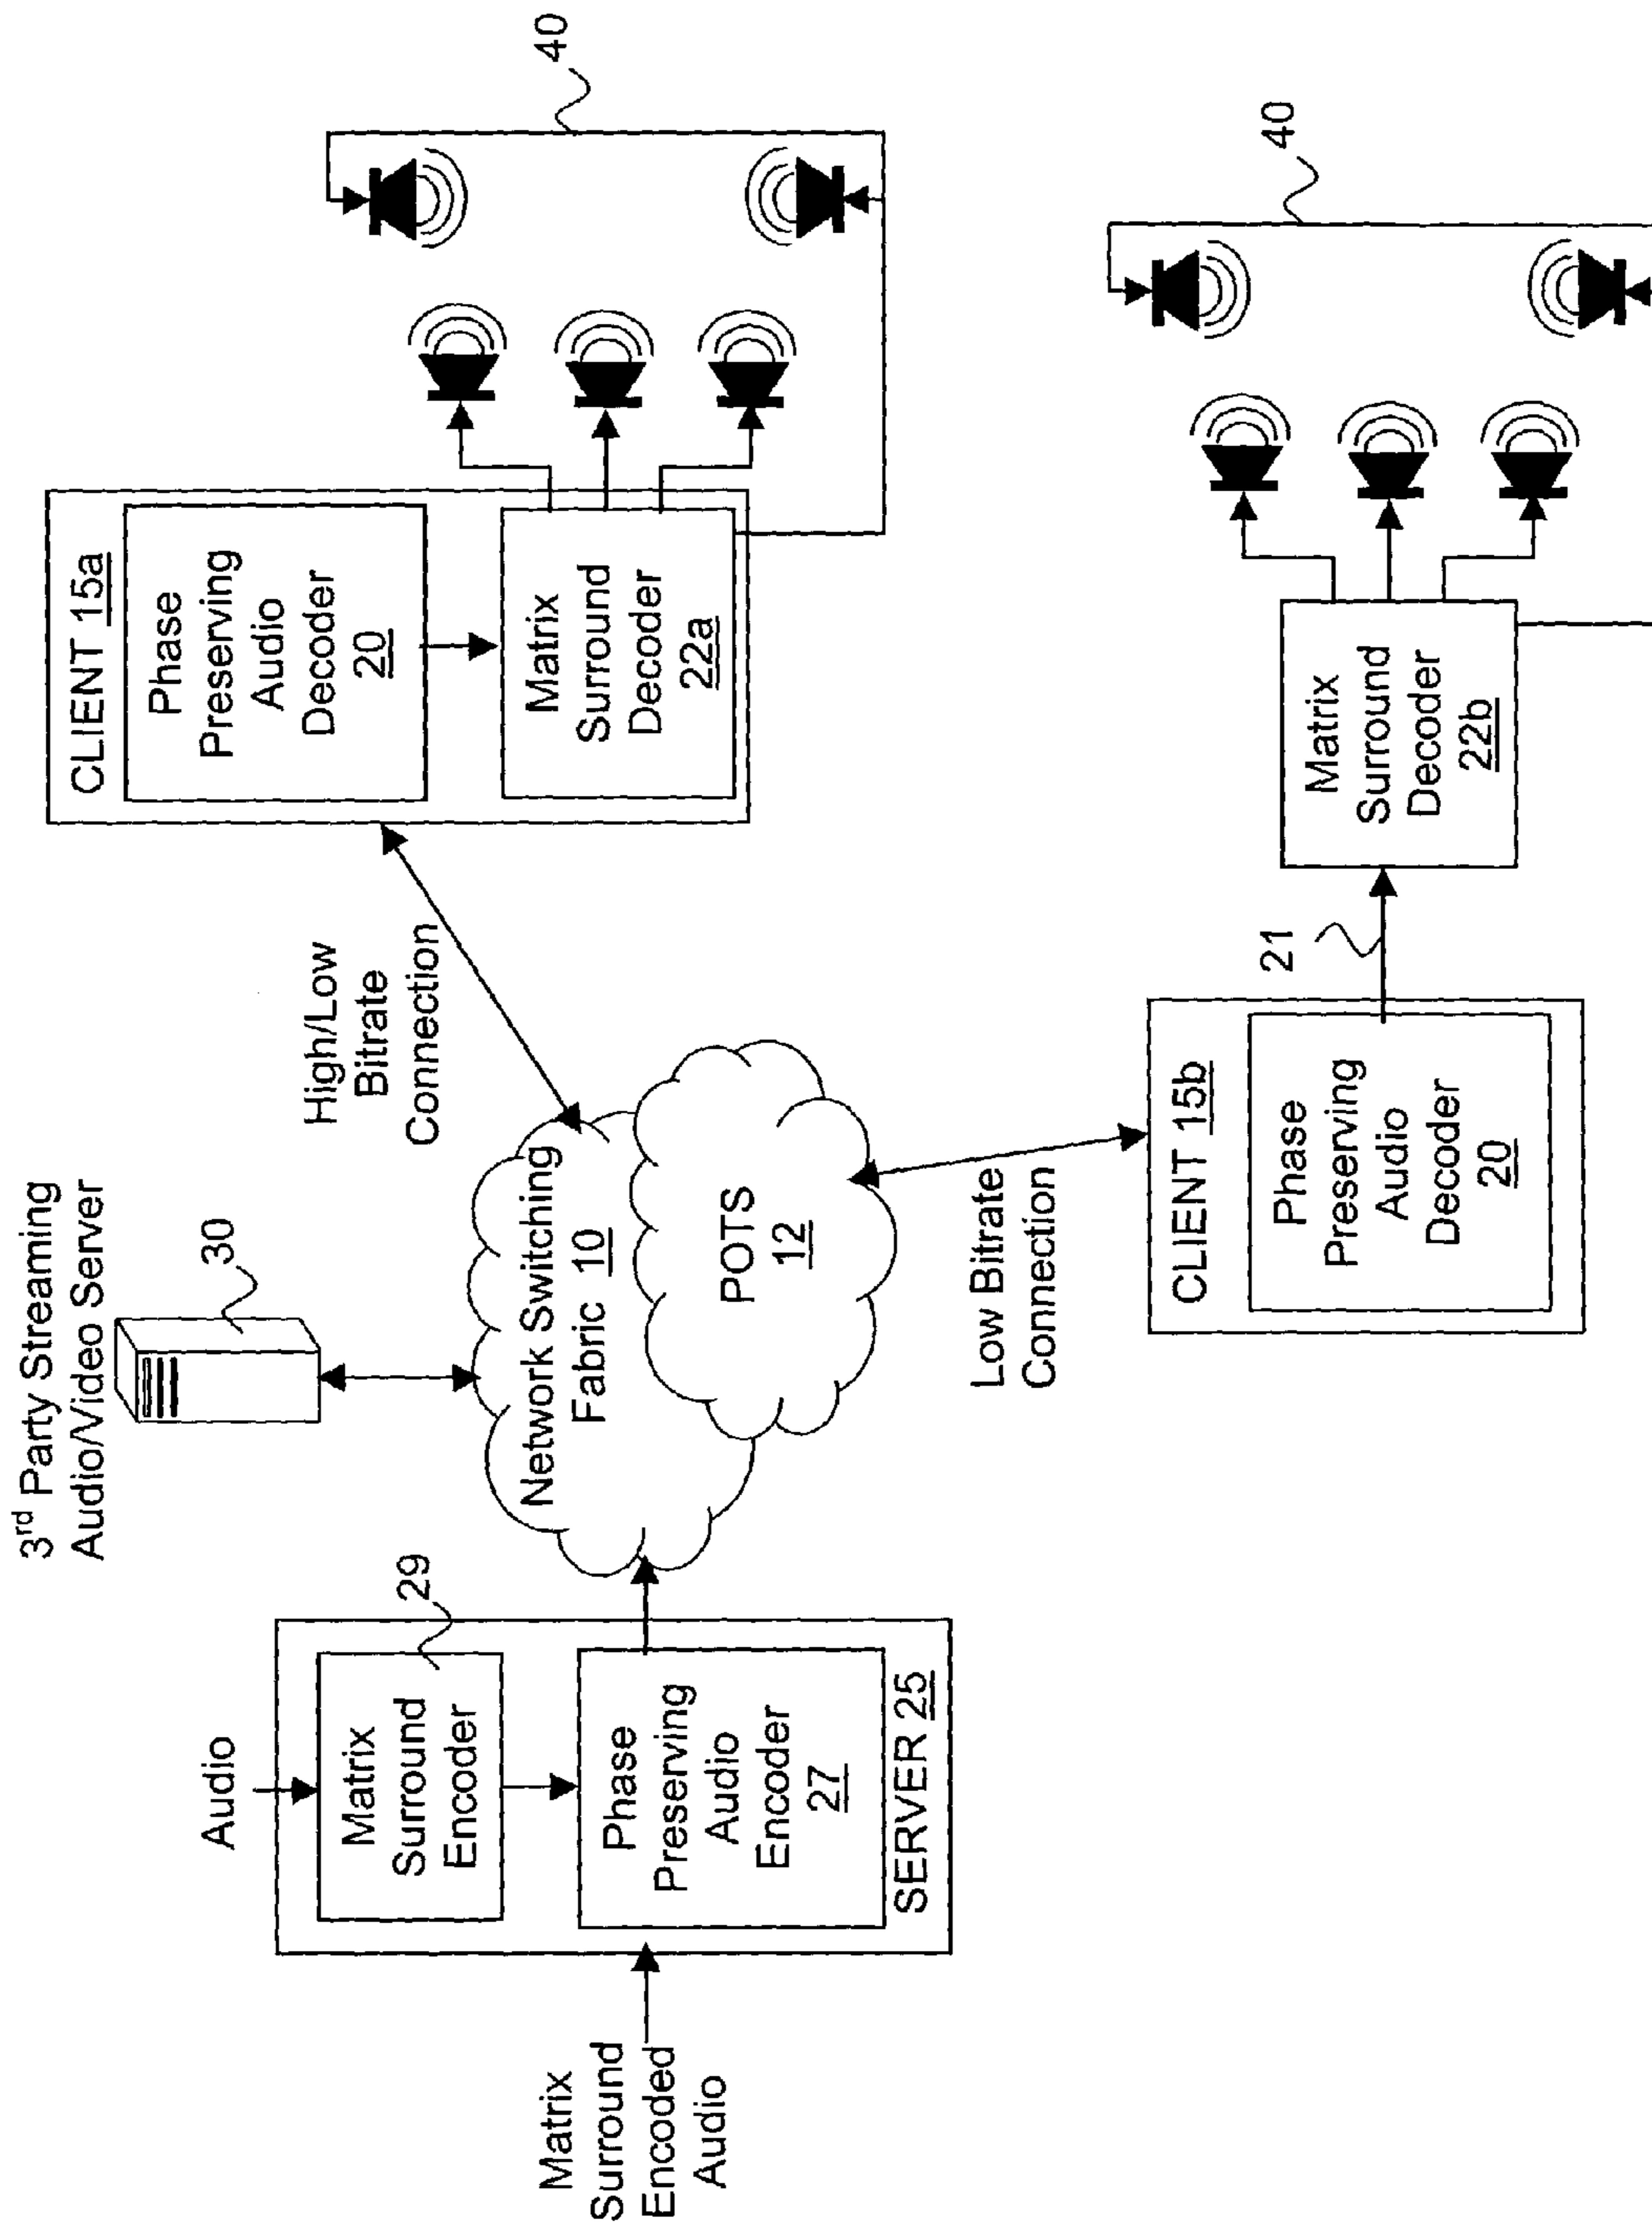 3rd Party Streaming
Audio/Video Server
30
Audio
Matrix
Surround
Encoder
29
Phase
Preserving
Audio
Encoder
27
SERVER 25
Matrix
Surround
Encoded
Audio
Network Switching
Fabric 10
POTS
12
High/Low
Bitrate
Connection
Low Bitrate
Connection
CLIENT 15a
Phase
Preserving
Audio
Decoder
20
Matrix
Surround
Decoder
22a
40
CLIENT 15b
Phase
Preserving
Audio
Decoder
20
21
Matrix
Surround
Decoder
22b
40